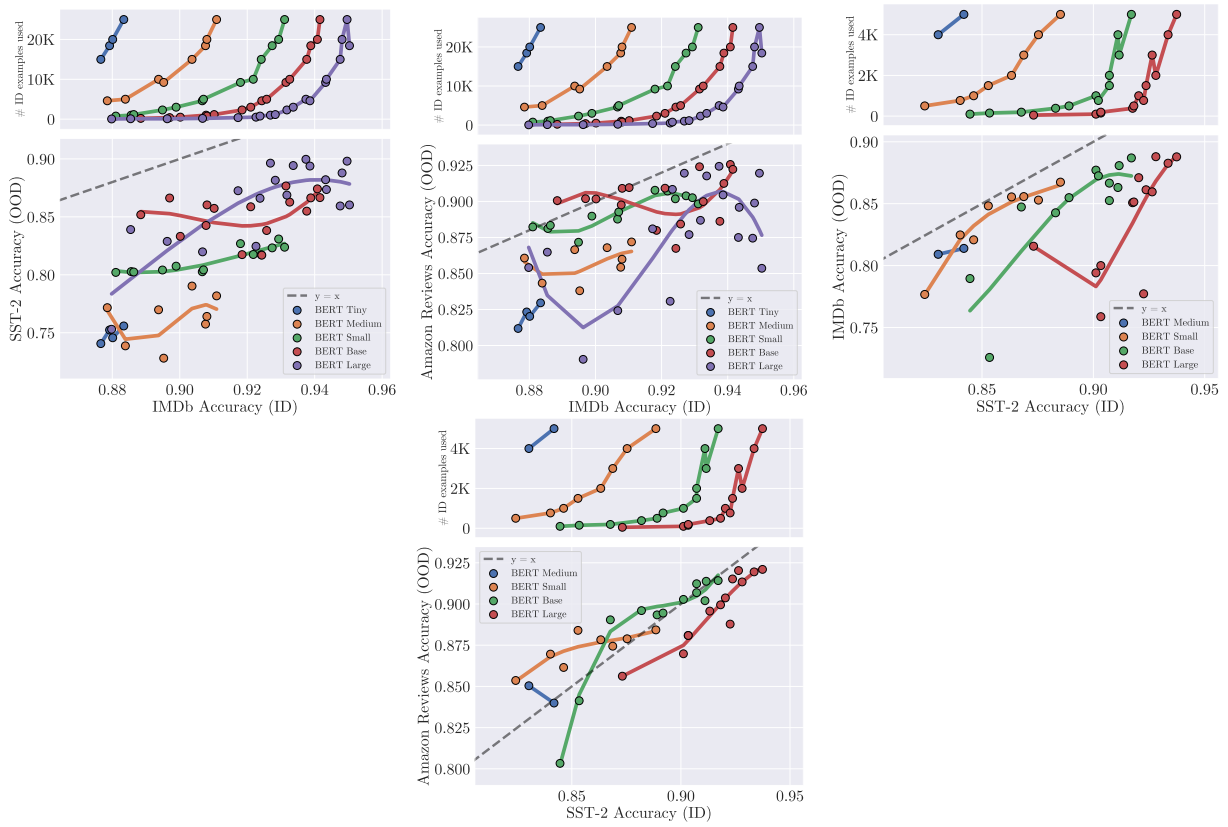 # ID examples used
20K
10K
0
SST-2 Accuracy (OOD)
0.90
0.85
0.80
0.75
y = x
BERT Tiny
BERT Medium
BERT Small
BERT Base
BERT Large
0.88
0.90
0.92
0.94
0.96
IMDb Accuracy (ID)
# ID examples used
20K
10K
0
Amazon Reviews Accuracy (OOD)
0.925
0.900
0.875
0.850
0.825
0.800
y = x
BERT Tiny
BERT Medium
BERT Small
BERT Base
BERT Large
0.88
0.90
0.92
0.94
0.96
IMDb Accuracy (ID)
# ID examples used
4K
2K
0
IMDb Accuracy (OOD)
0.90
0.85
0.80
0.75
y = x
BERT Medium
BERT Small
BERT Base
BERT Large
0.85
0.90
0.95
SST-2 Accuracy (ID)
# ID examples used
4K
2K
0
Amazon Reviews Accuracy (OOD)
0.925
0.900
0.875
0.850
0.825
0.800
y = x
BERT Medium
BERT Small
BERT Base
BERT Large
0.85
0.90
0.95
SST-2 Accuracy (ID)